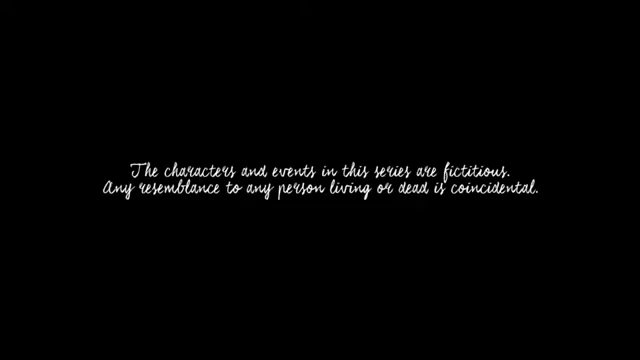 The characters and events in this series are fictitious.
Any resemblance to any person living or dead is coincidental.